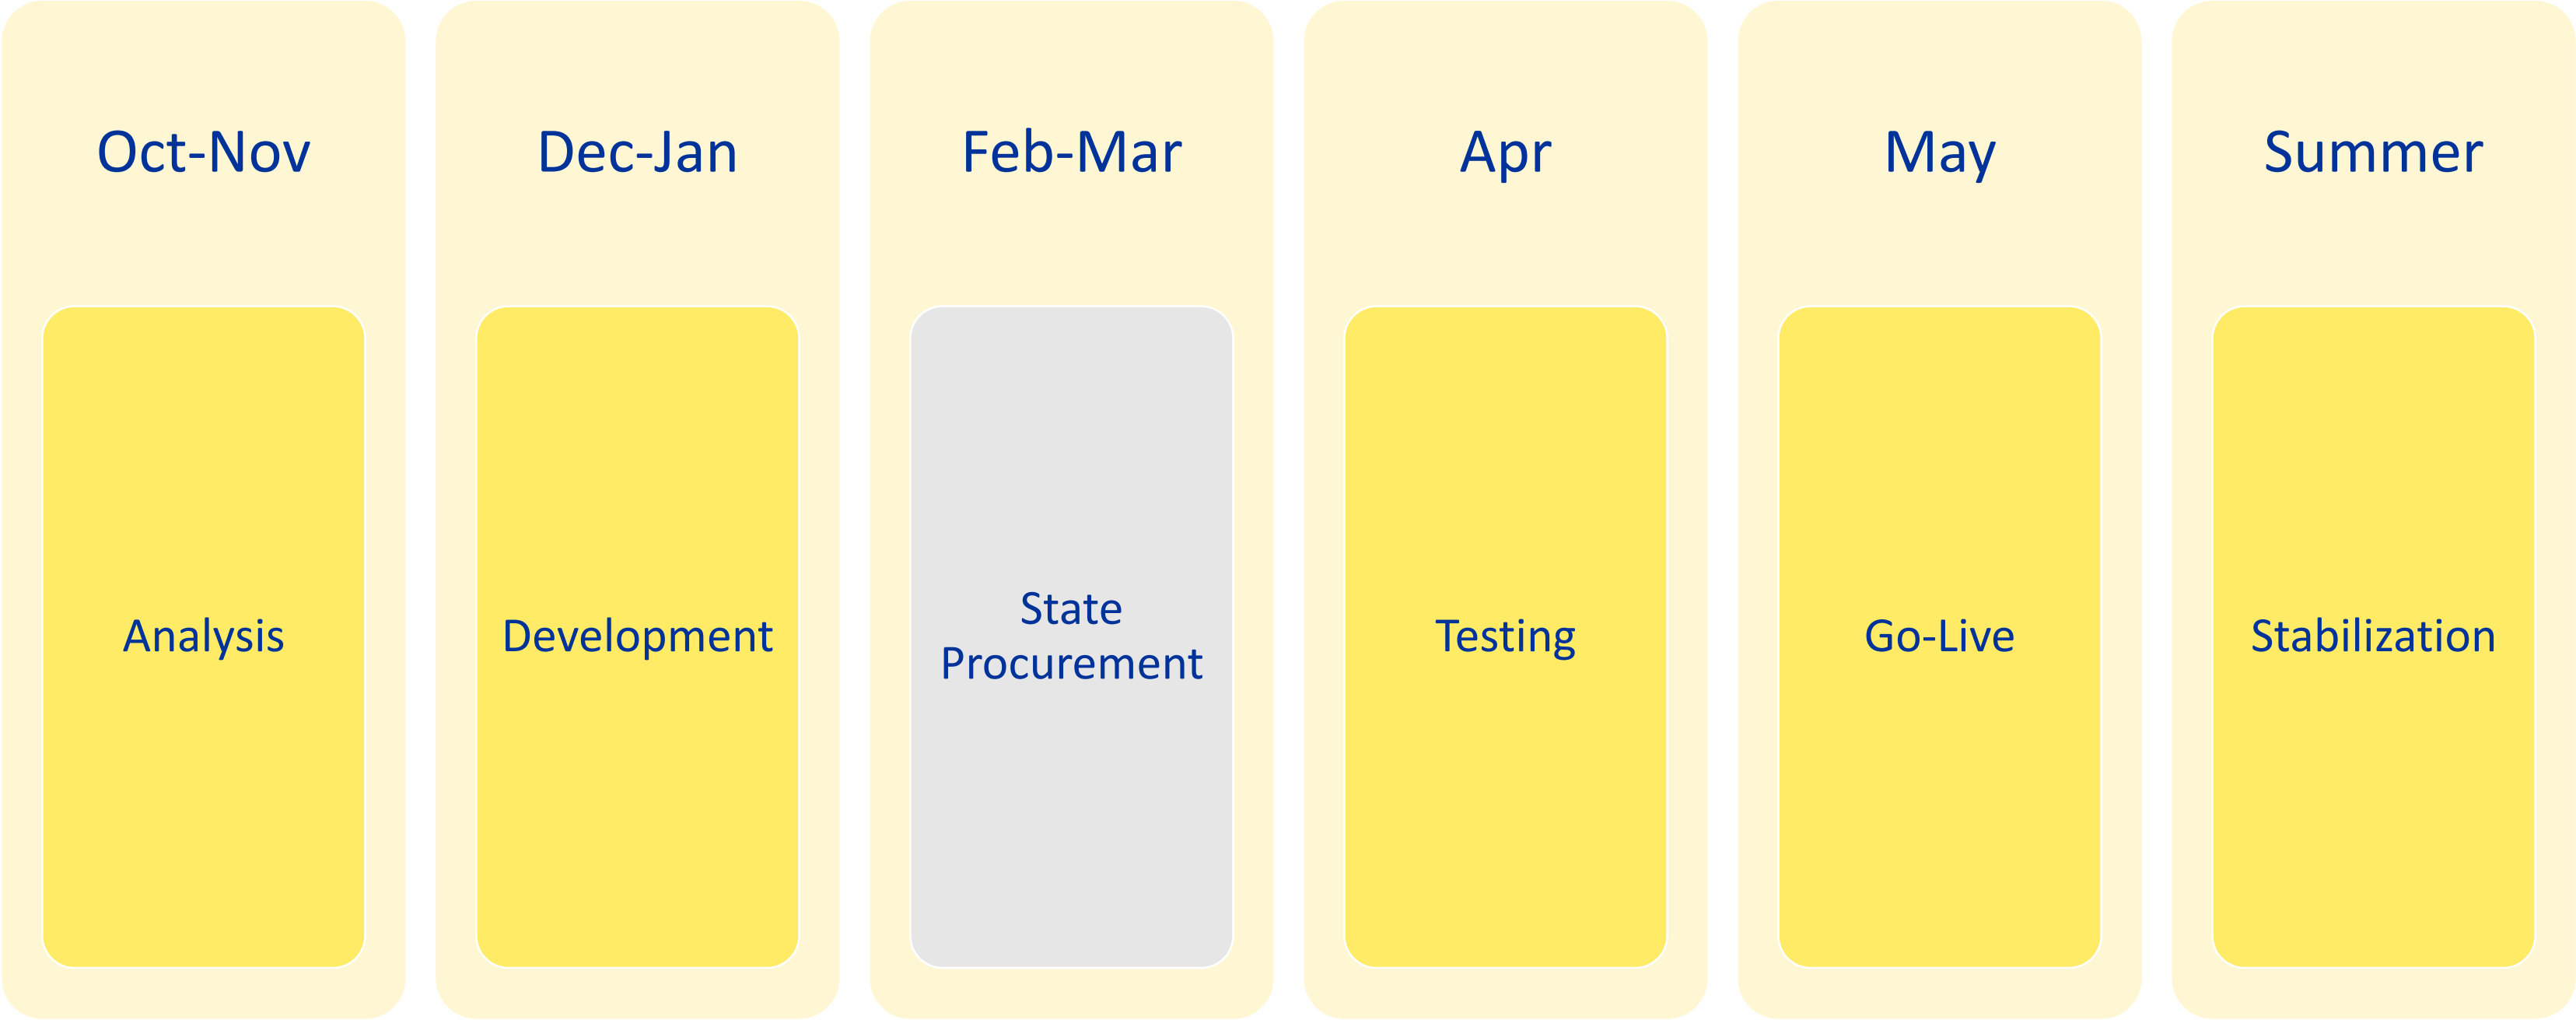 Oct-Nov
Analysis
Dec-Jan
Development
Feb-Mar
State
Procurement
Apr
Testing
May
Go-Live
Summer
Stabilization